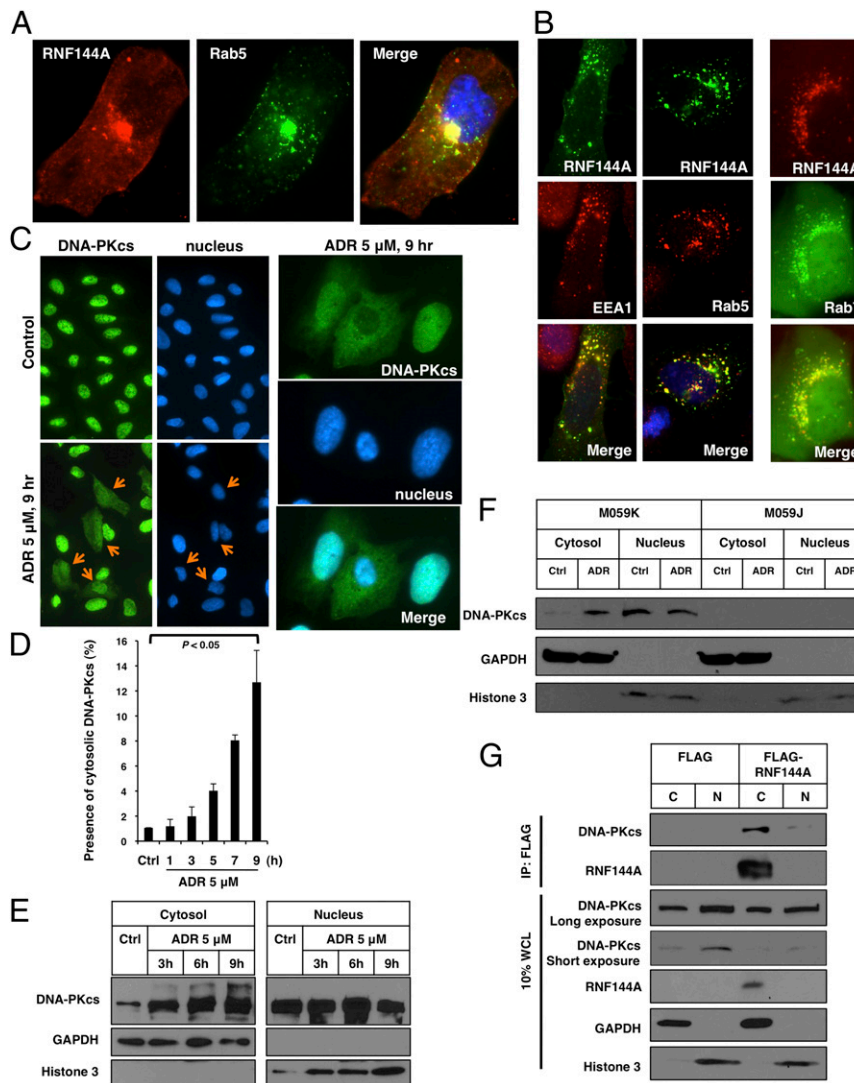 A
RNF144A Rab5 Merge
B
RNF144A RNF144A RNF144A
EEA1 Rab5
Merge Merge Merge
C
DNA-PKcs nucleus ADR 5 µM, 9 hr
Control
ADR 5 µM, 9 hr
DNA-PKcs
nucleus
Merge
D
Presence of cytosolic DNA-PKcs (%)
P < 0.05
16
14
12
10
8
6
4
2
0
Ctrl 1 3 5 7 9 (h)
ADR 5 µM
E
Cytosol Nucleus
Ctrl ADR 5 µM Ctrl ADR 5 µM
3h 6h 9h 3h 6h 9h
DNA-PKcs
GAPDH
Histone 3
F
M059K M059J
Cytosol Nucleus Cytosol Nucleus
Ctrl ADR Ctrl ADR Ctrl ADR Ctrl ADR
DNA-PKcs
GAPDH
Histone 3
G
FLAG FLAG-
RNF144A
C N C N
IP: FLAG
DNA-PKcs
RNF144A
10% WCL
DNA-PKcs
Long exposure
DNA-PKcs
Short exposure
RNF144A
GAPDH
Histone 3